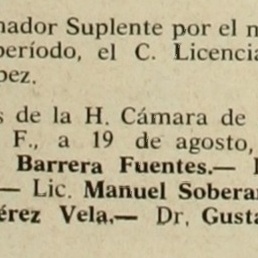 nador Suplente por el m
período, el C. Licencia
pez.
s de la H. Cámara de
F., a 19 de agosto,
Barrera Fuentes.—
— Lic. Manuel Soberan
érez Vela.— Dr. Gusta